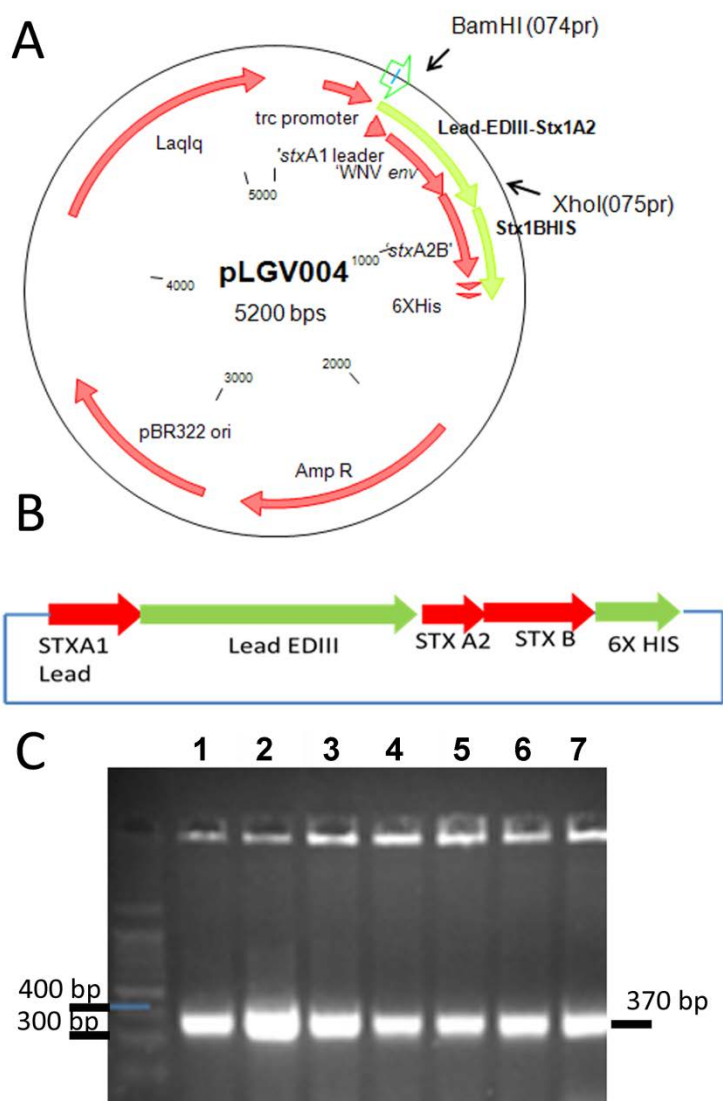 A
BamHI (074pr)
trc promoter
Lead-EDIII-Stx1A2
LaqIq
'stxA1 leader
'WNV env
5000
XhoI(075pr)
Stx1BHIS
'stxA2B'
1000
pLGV004
4000
5200 bps
6XHis
3000
2000
pBR322 ori
Amp R
B
STXA1
Lead
Lead EDIII
STX A2
STX B
6X HIS
C
1 2 3 4 5 6 7
400 bp
300 bp
370 bp